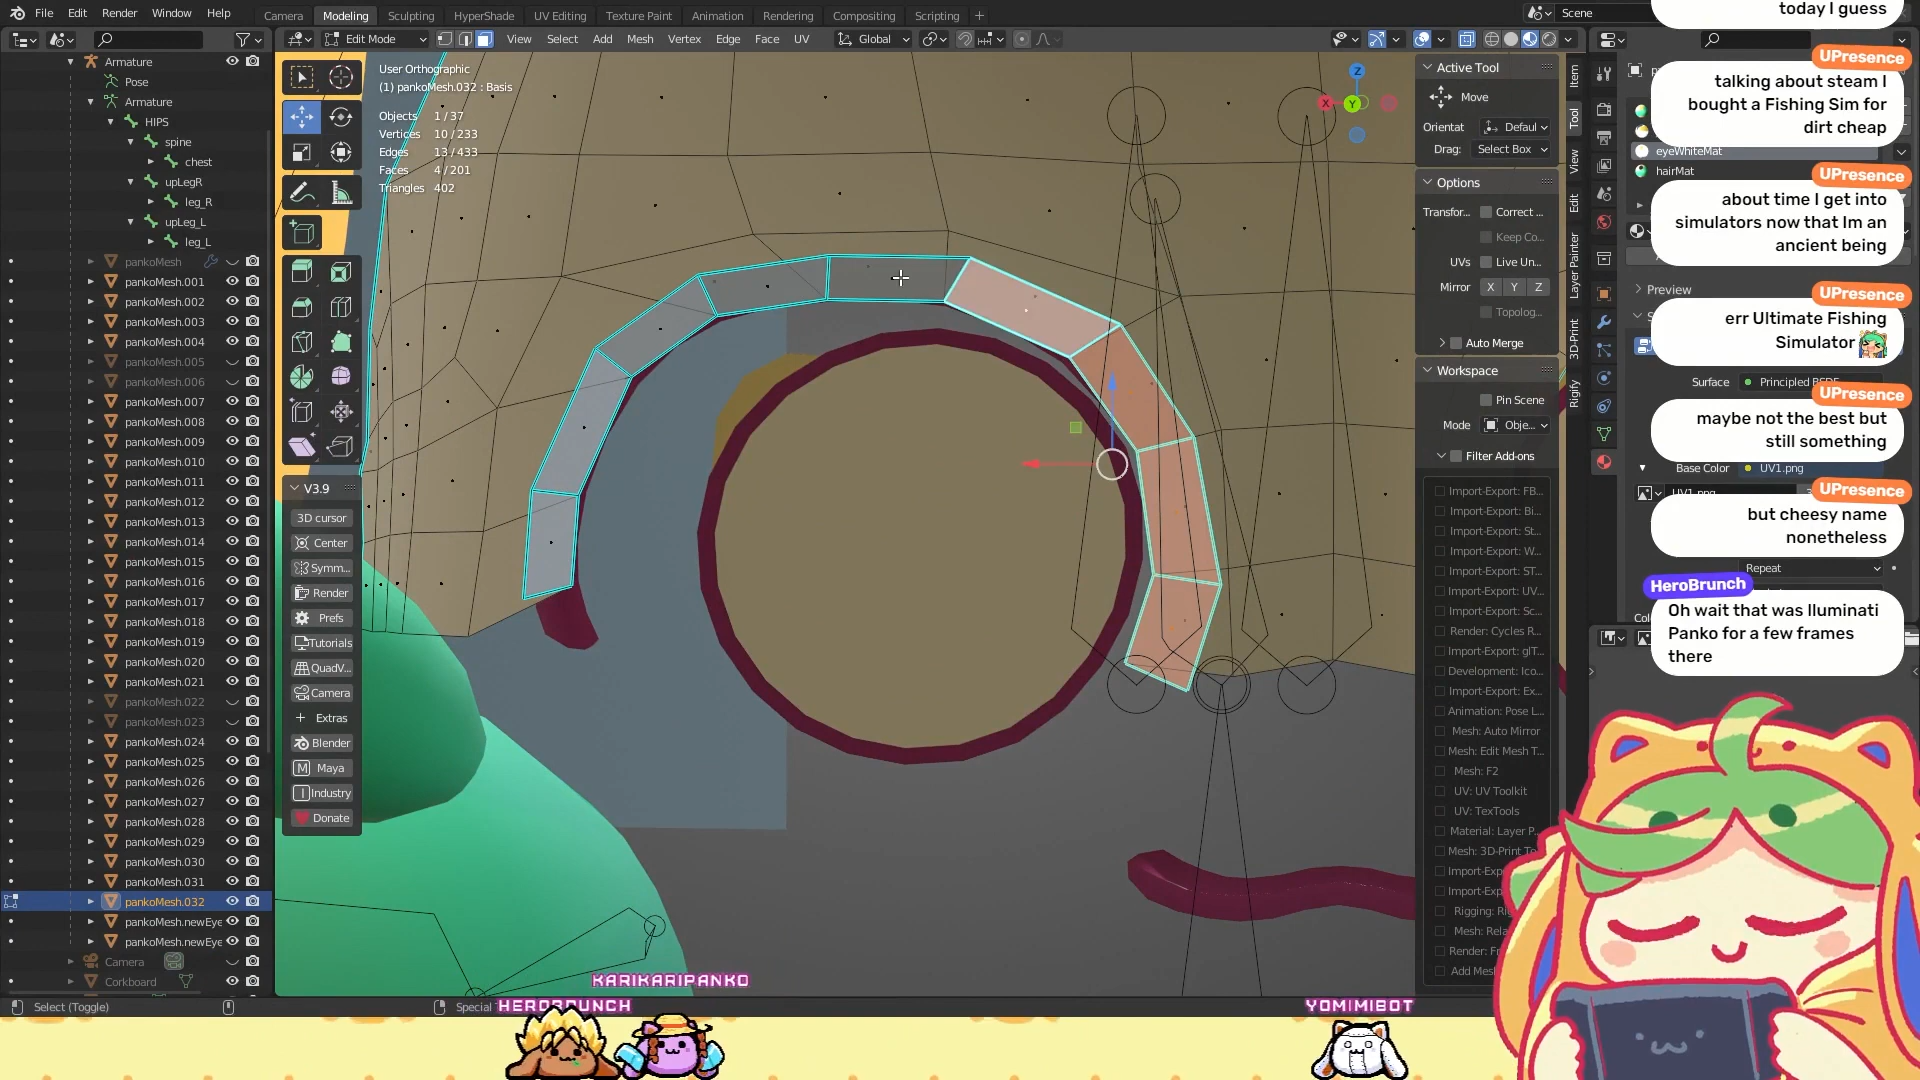 File Edit Render Window Help
Camera Modeling Sculpting HyperShade UV Editing Texture Paint Animation Rendering Compositing Scripting +
Scene
Edit Mode View Select Add Mesh Vertex Edge Face UV Global
Armature
Pose
Armature
HIPS
spine
chest
upLegR
leg_R
upLeg_L
leg_L
pankoMesh
pankoMesh.001
pankoMesh.002
pankoMesh.003
pankoMesh.004
pankoMesh.005
pankoMesh.006
pankoMesh.007
pankoMesh.008
pankoMesh.009
pankoMesh.010
pankoMesh.011
pankoMesh.012
pankoMesh.013
pankoMesh.014
pankoMesh.015
pankoMesh.016
pankoMesh.017
pankoMesh.018
pankoMesh.019
pankoMesh.020
pankoMesh.021
pankoMesh.022
pankoMesh.023
pankoMesh.024
pankoMesh.025
pankoMesh.026
pankoMesh.027
pankoMesh.028
pankoMesh.029
pankoMesh.030
pankoMesh.031
pankoMesh.032
pankoMesh.newEye
pankoMesh.newEye
Camera
Corkboard
Select (Toggle)
Special
User Orthographic
(1) pankoMesh.032 : Basis
Objects 1 / 37
Vertices 10 / 233
Edges 13 / 433
Faces 4 / 201
Triangles 402
V3.9
3D cursor
Center
Symm...
Render
Prefs
Tutorials
QuadV...
Camera
Extras
Blender
Maya
Industry
Donate
Z
X
Y
Active Tool
Move
Orientat Defaul
Drag: Select Box
Options
Transfor... Correct ...
Keep Co...
UVs Live Un...
Mirror X Y Z
Topolog...
Auto Merge
Workspace
Pin Scene
Mode Obje...
Filter Add-ons
Import-Export: FB...
Import-Export: Bi...
Import-Export: St...
Import-Export: W...
Import-Export: ST...
Import-Export: UV...
Import-Export: Sc...
Render: Cycles R...
Import-Export: glT...
Development: Ico...
Import-Export: Ex...
Animation: Pose L...
Mesh: Auto Mirror
Mesh: Edit Mesh T...
Mesh: F2
UV: UV Toolkit
UV: TexTools
Material: Layer P...
Mesh: 3D-Print To
Import-Expo
Import-Exp
Rigging: Rig
Mesh: Rela
Render: Fr
Add Mesh
Item
Tool
View
Edit
Layer Painter
3D-Print
Rigify
eyeWhiteMat
hairMat
Preview
Surface Principled BSDF
Base Color UV1.png
UV1.png
Repeat
today I guess
UPresence
talking about steam I
bought a Fishing Sim for
dirt cheap
UPresence
about time I get into
simulators now that Im an
ancient being
UPresence
err Ultimate Fishing
Simulator
UPresence
maybe not the best but
still something
UPresence
but cheesy name
nonetheless
HeroBrunch
Oh wait that was Iluminati
Panko for a few frames
there
KARIKARIPANKO
HEROBRUNCH
YOMIMIBOT